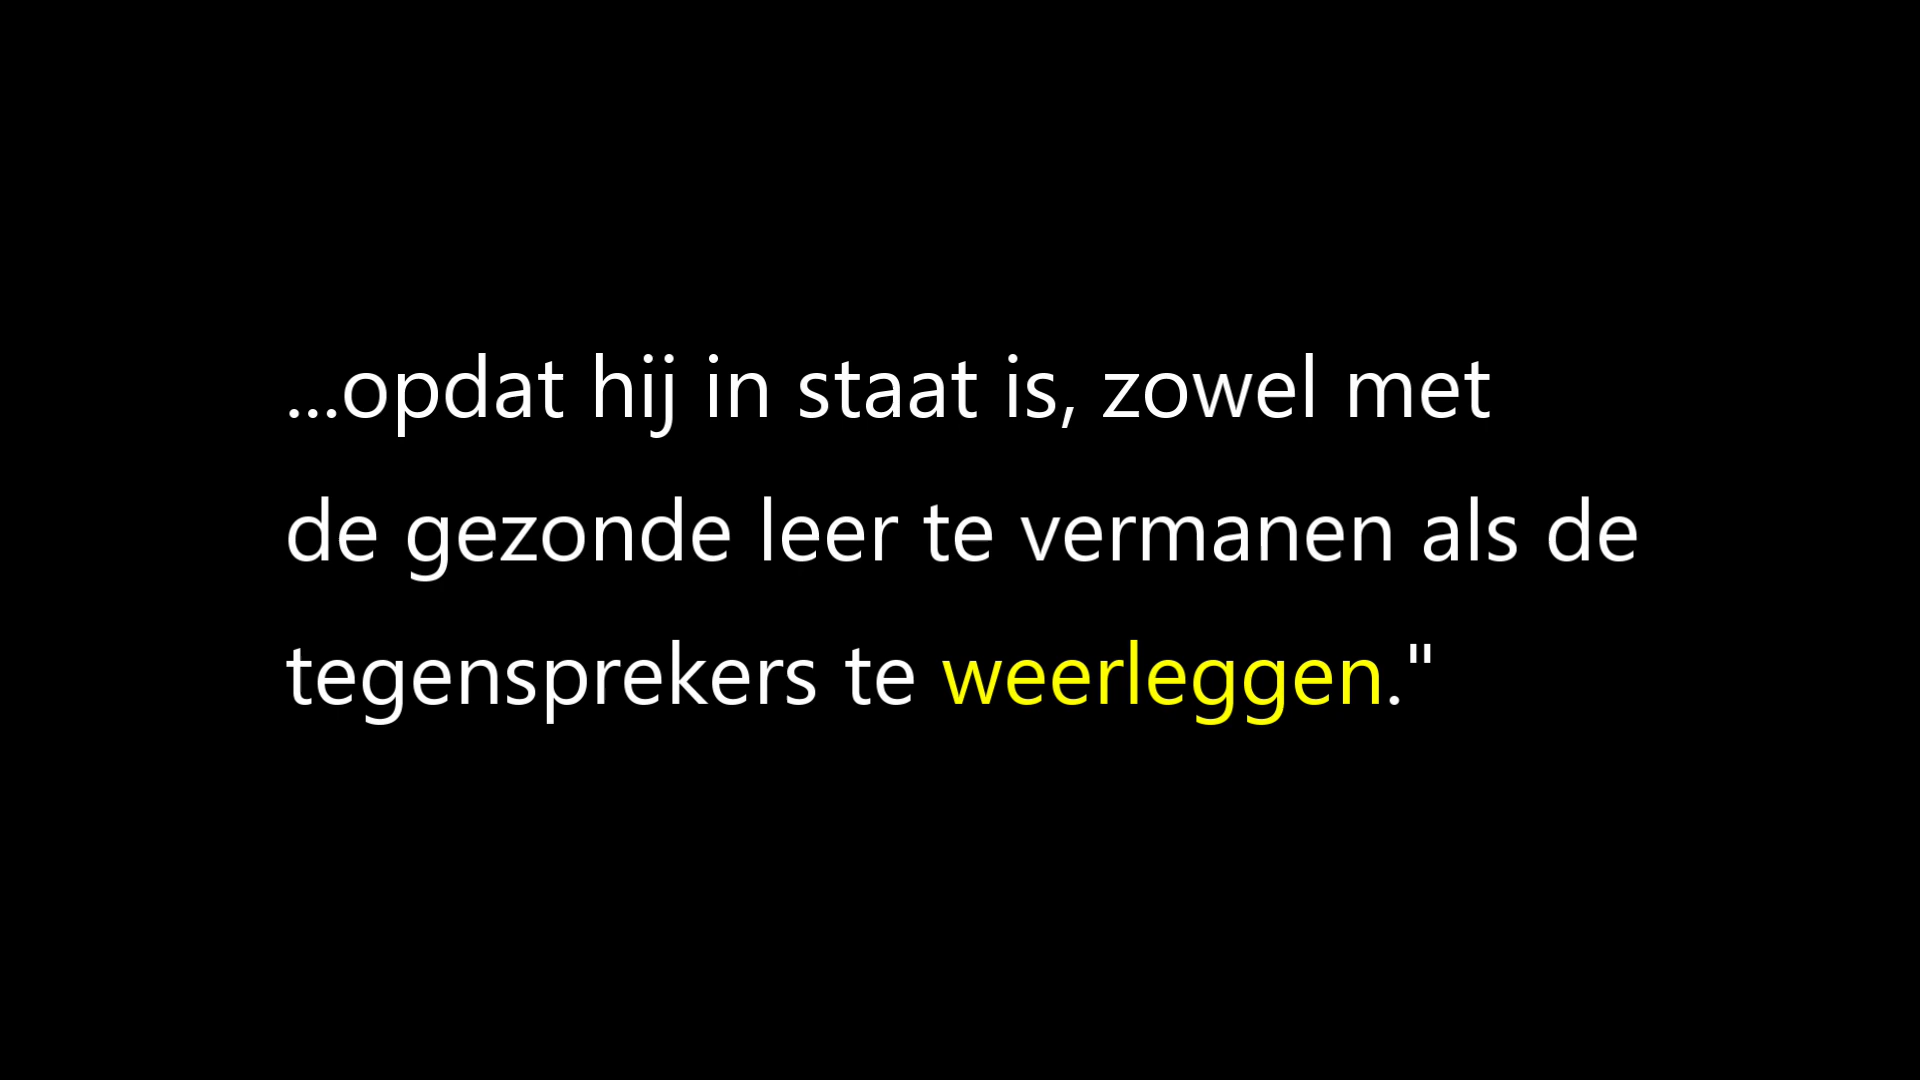 ...opdat hij in staat is, zowel met
de gezonde leer te vermanen als de
tegensprekers te weerleggen."